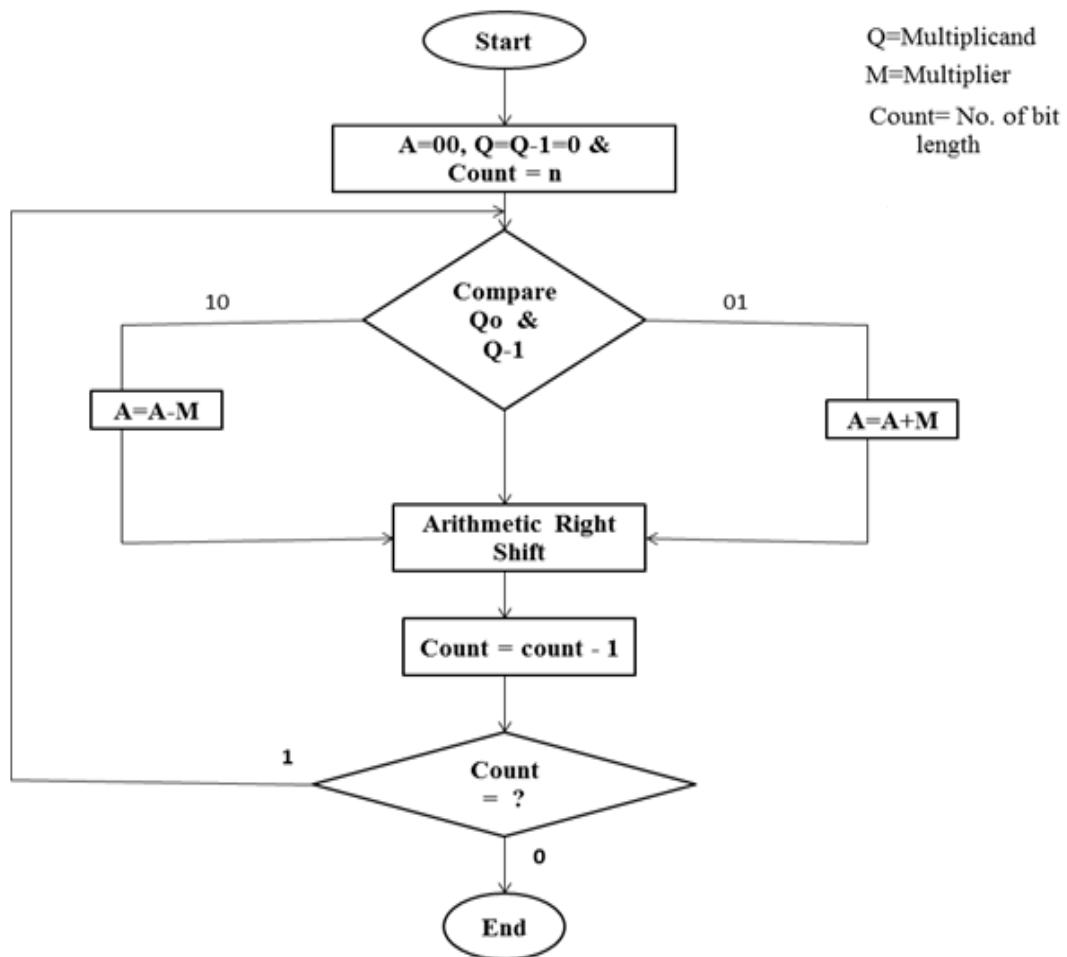 Start
Q=Multiplicand
M=Multiplier
Count= No. of bit
length
A=00, Q=Q-1=0 &
Count = n
10
Compare
Qo &
Q-1
01
A=A-M
A=A+M
Arithmetic Right
Shift
Count = count - 1
1
Count
= ?
0
End